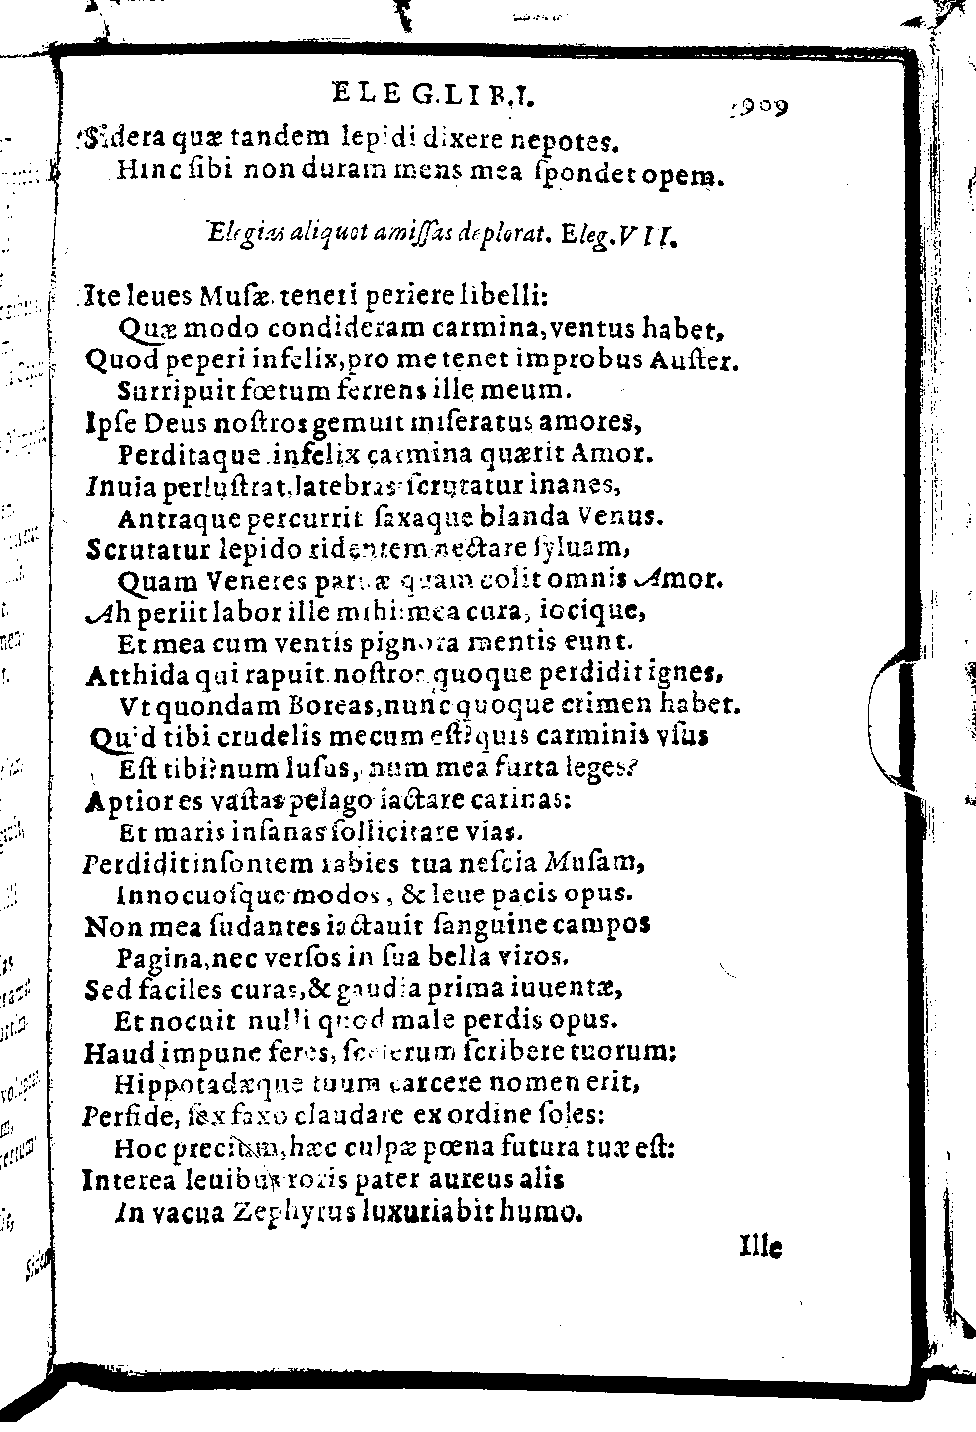 ELEG. LIB. I. 909
Sidera quæ tandem lepidi dixere nepotes.
Hinc ſibi non duram mens mea ſpondet opem.
Elegias aliquot amiſſas deplorat. Eleg. VII.
Ite leues Muſæ. teneri periere libelli:
Quæ modo condideram carmina, ventus habet,
Quod peperi infelix, pro me tenet improbus Auſter.
Surripuit fœtum ferrens ille meum.
Ipſe Deus noſtros gemuit miſeratus amores,
Perditaque infelix carmina quærit Amor.
Inuia perluſtrat, latebras ſcrutatur inanes,
Antraque percurrit ſaxaque blanda Venus.
Scrutatur lepido ridentem nectare ſyluam,
Quam Veneres paruæ quam colit omnis Amor.
Ah periit labor ille mihi: mea cura, iocique,
Et mea cum ventis pignora mentis eunt.
Atthida qui rapuit noſtros quoque perdidit ignes,
Vt quondam Boreas, nunc quoque crimen habet.
Quid tibi crudelis mecum eſt? quis carminis vſus
Eſt tibi? num luſus, num mea furta leges?
Aptior es vaſtas pelago iactare carinas:
Et maris inſanas ſollicitare vias.
Perdidit inſontem rabies tua neſcia Muſam,
Innocuoſque modos, & leue pacis opus.
Non mea ſudantes iactauit ſanguine campos
Pagina, nec verſos in ſua bella viros.
Sed faciles curas, & gaudia prima iuuentæ,
Et nocuit nulli quod male perdis opus.
Haud impune feres, ſcelerum ſcribere tuorum;
Hippotadæque tuum carcere nomen erit,
Perfide, ſex faxo claudare ex ordine ſoles:
Hoc precium, hæc culpæ pœna futura tuæ eſt:
Interea leuibus roris pater aureus alis
In vacua Zephyrus luxuriabit humo.
Ille